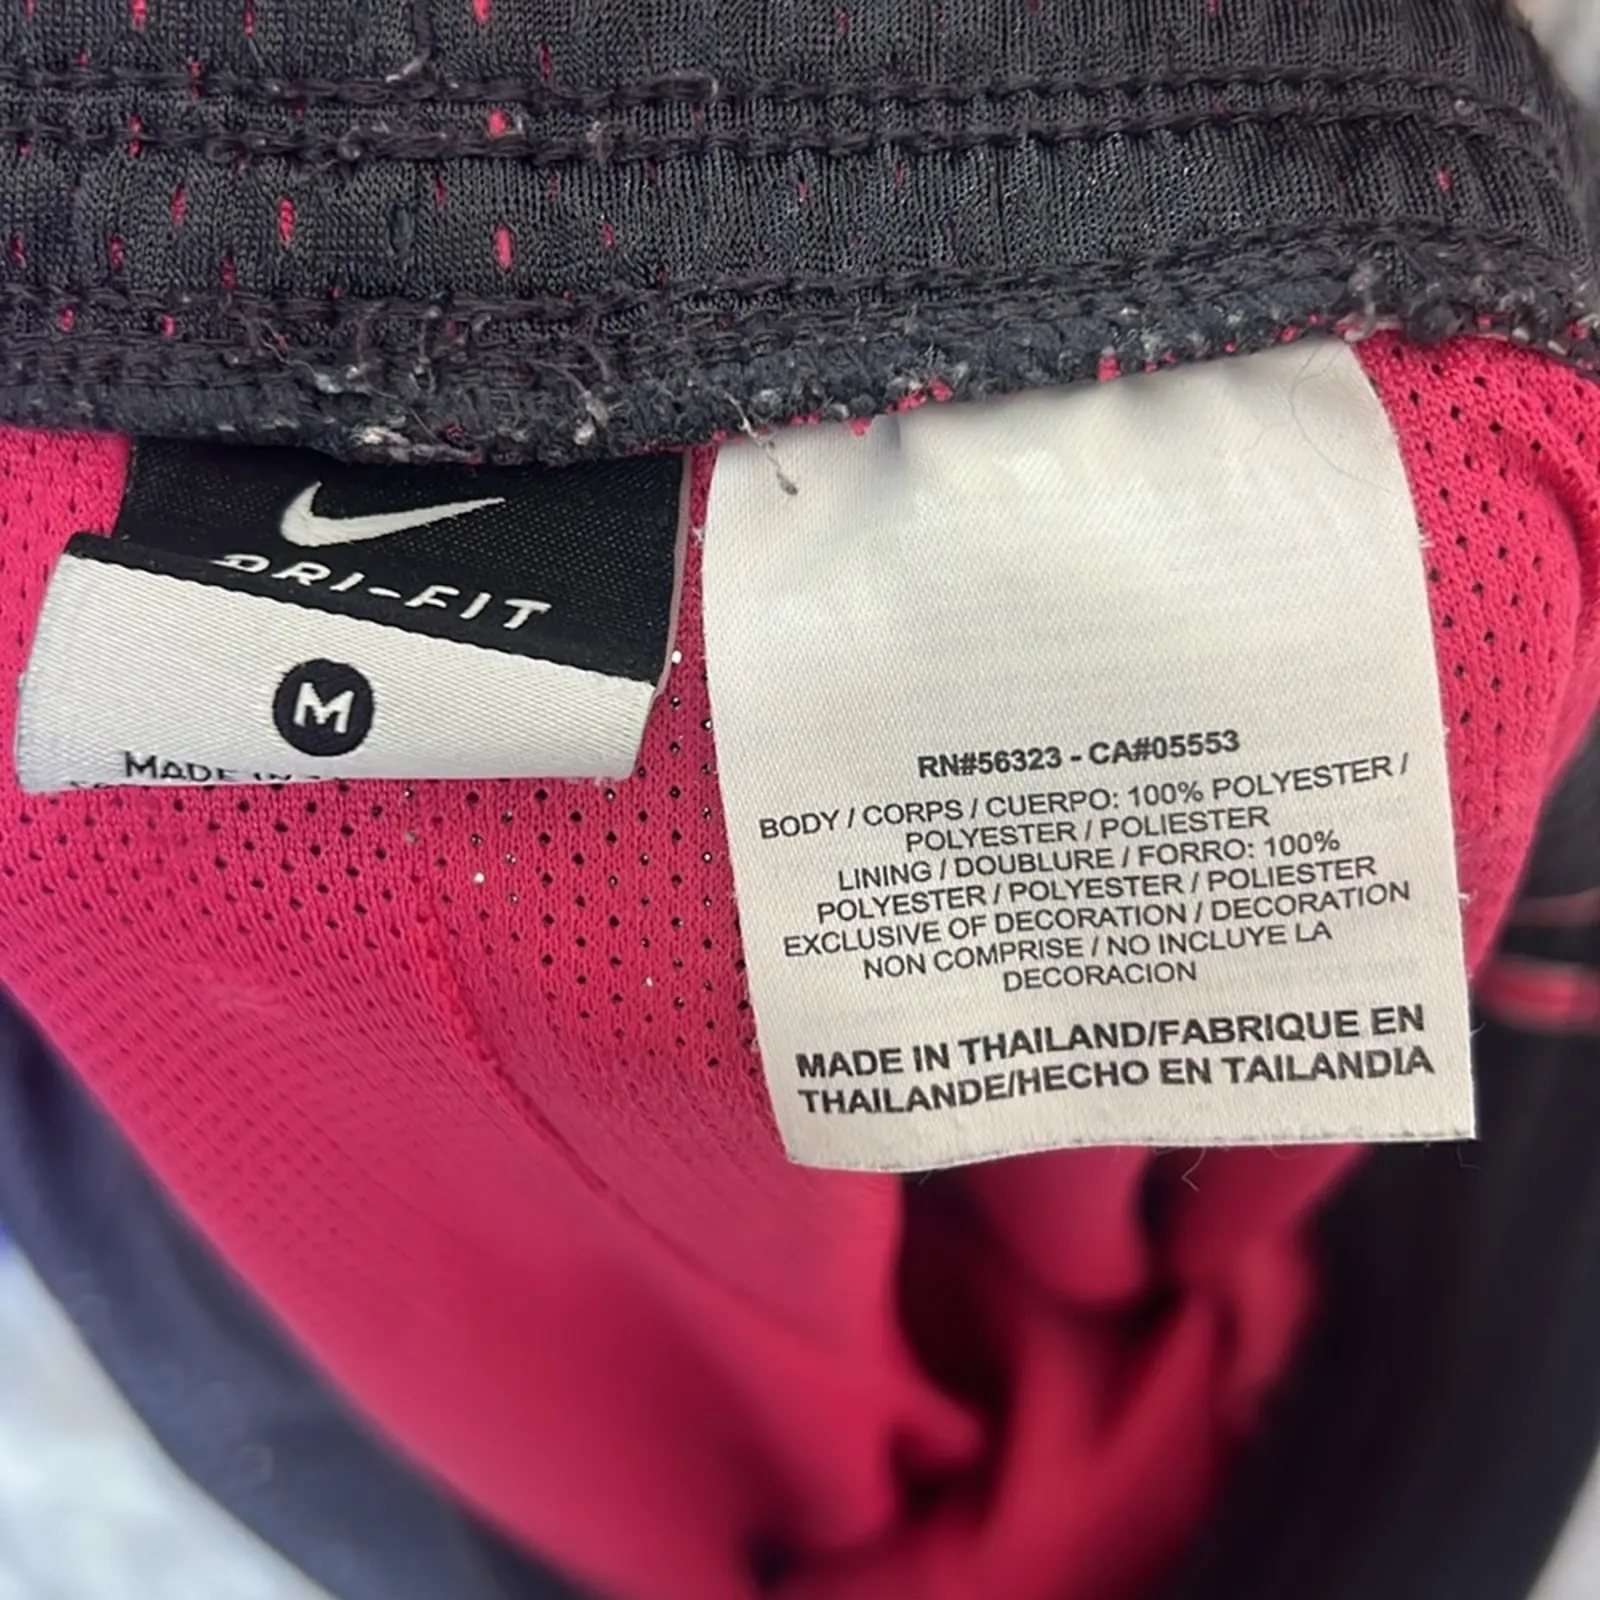 DRI-FIT
M
MADE IN
RN#56323 - CA#05553
BODY / CORPS / CUERPO: 100% POLYESTER /
POLYESTER / POLIESTER
LINING / DOUBLURE / FORRO: 100%
POLYESTER / POLYESTER / POLIESTER
EXCLUSIVE OF DECORATION / DECORATION
NON COMPRISE / NO INCLUYE LA
DECORACION
MADE IN THAILAND/FABRIQUE EN
THAILANDE/HECHO EN TAILANDIA